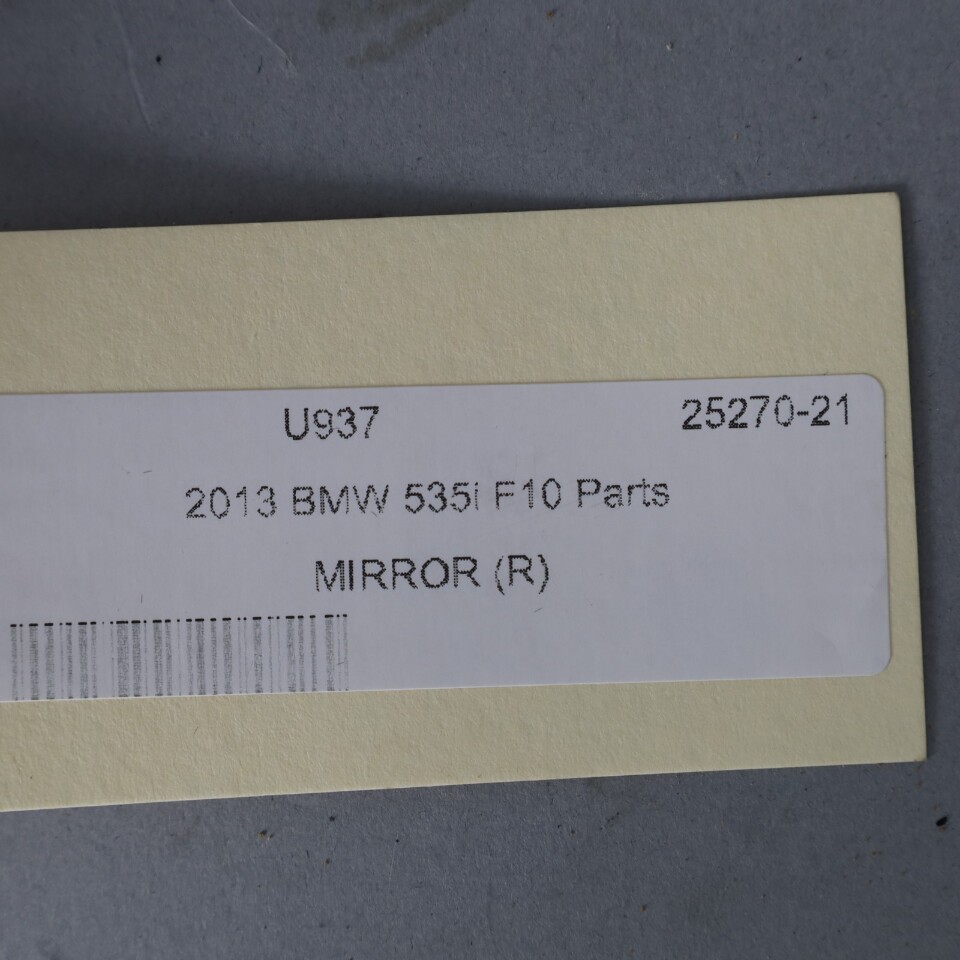 U937 25270-21
2013 BMW 535i F10 Parts
MIRROR (R)